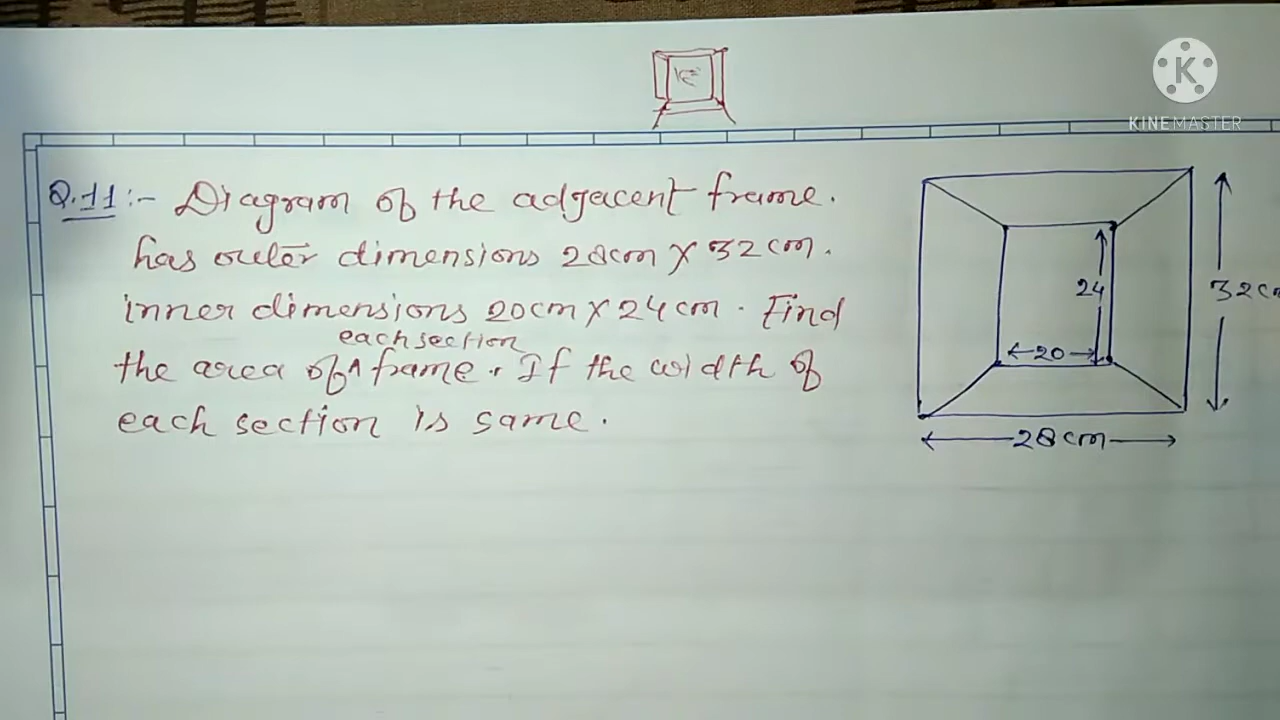 K
KINEMASTER
Q.11:- Diagram of the adjacent frame.
has outer dimensions 28cm X 32cm.
inner dimensions 20cm X 24cm. Find
each section
the area of ^ frame. If the width of
each section is same.
24
32cm
20
28cm